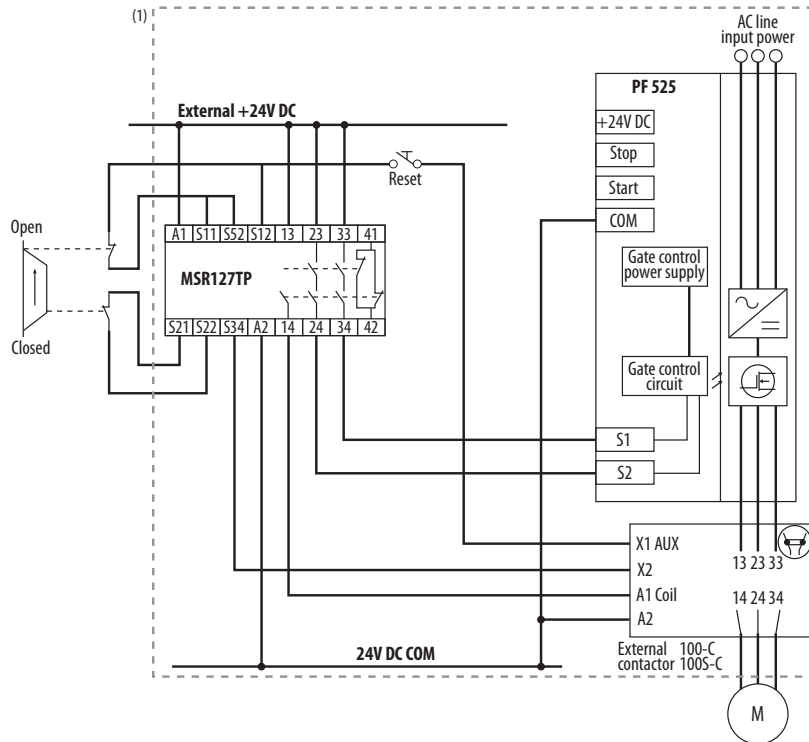 (1)
AC line
input power
PF 525
External +24V DC
+24V DC
Stop
Start
COM
Reset
Open
A1 S11 S52 S12 13 23 33 41
MSR127TP
Gate control
power supply
S21 S22 S34 A2 14 24 34 42
Closed
Gate control
circuit
S1
S2
X1 AUX
13 23 33
X2
A1 Coil
14 24 34
A2
24V DC COM
External 100-C
contactor 100S-C
M